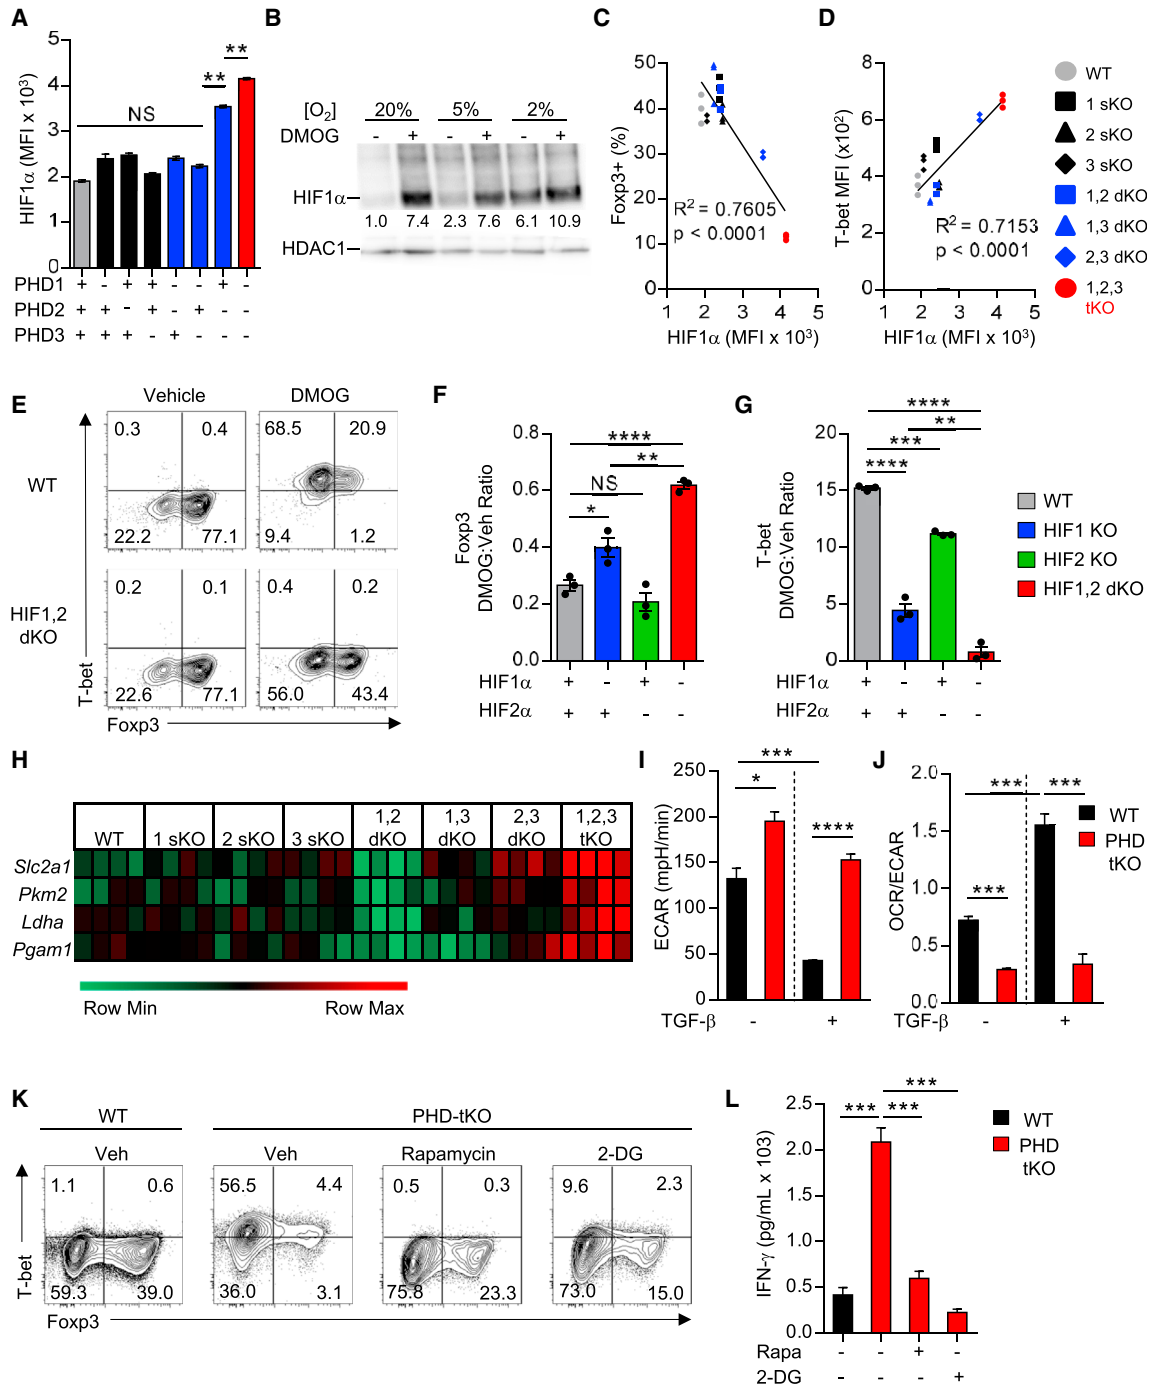 A
HIF1α (MFI x 10³)
5
4
3
2
1
0
NS
**
**
PHD1 + - + + - - + -
PHD2 + + - + - + - -
PHD3 + + + - + - - -
B
[O₂] 20% 5% 2%
DMOG - + - + - +
HIF1α
1.0 7.4 2.3 7.6 6.1 10.9
HDAC1
C
Foxp3+ (%)
50
40
30
20
10
0
R² = 0.7605
p < 0.0001
1 2 3 4 5
HIF1α (MFI x 10³)
D
T-bet MFI (x10²)
8
6
4
2
0
R² = 0.7153
p < 0.0001
1 2 3 4 5
HIF1α (MFI x 10³)
WT
1 sKO
2 sKO
3 sKO
1,2 dKO
1,3 dKO
2,3 dKO
1,2,3
tKO
E
Vehicle DMOG
WT
0.3 0.4 68.5 20.9
22.2 77.1 9.4 1.2
HIF1,2
dKO
0.2 0.1 0.4 0.2
22.6 77.1 56.0 43.4
T-bet
Foxp3
F
Foxp3
DMOG:Veh Ratio
0.8
0.6
0.4
0.2
0.0
****
**
NS
*
HIF1α + - + -
HIF2α + + - -
G
T-bet
DMOG:Veh Ratio
20
15
10
5
0
****
**
***
****
HIF1α + - + -
HIF2α + + - -
WT
HIF1 KO
HIF2 KO
HIF1,2 dKO
H
WT 1 sKO 2 sKO 3 sKO 1,2 dKO 1,3 dKO 2,3 dKO 1,2,3 tKO
Slc2a1
Pkm2
Ldha
Pgam1
Row Min Row Max
I
ECAR (mpH/min)
250
200
150
100
50
0
***
*
****
TGF-β - +
J
OCR/ECAR
2.0
1.5
1.0
0.5
0.0
*** ***
***
TGF-β - +
WT
PHD
tKO
K
WT PHD-tKO
Veh Veh Rapamycin 2-DG
1.1 0.6 56.5 4.4 0.5 0.3 9.6 2.3
59.3 39.0 36.0 3.1 75.8 23.3 73.0 15.0
T-bet
Foxp3
L
IFN-γ (pg/mL x 103)
2.5
2.0
1.5
1.0
0.5
0.0
***
*** ***
Rapa - - + -
2-DG - - - +
WT
PHD
tKO